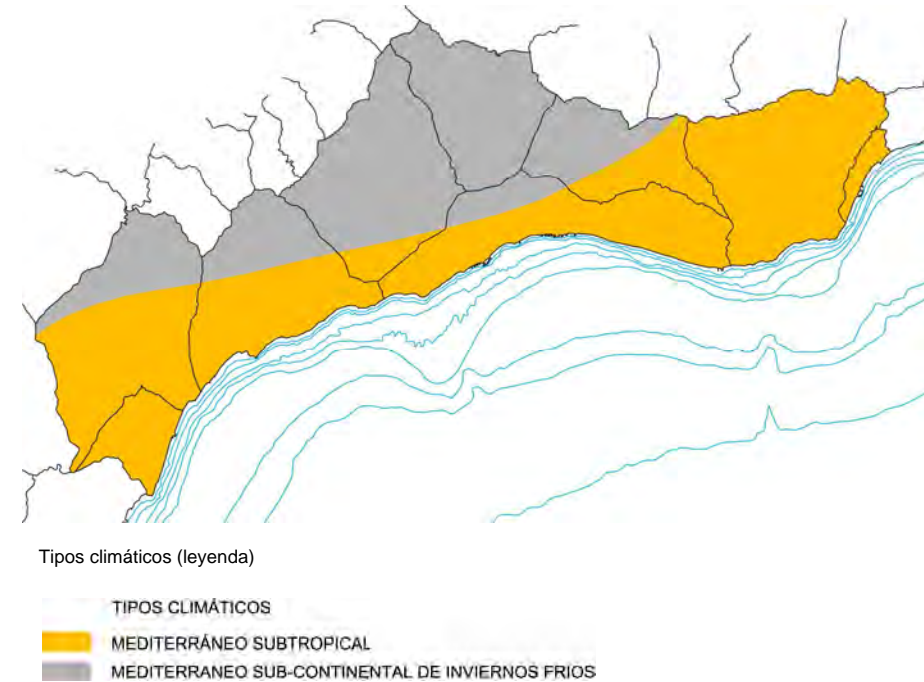 Tipos climáticos (leyenda)
TIPOS CLIMÁTICOS
MEDITERRÁNEO SUBTROPICAL
MEDITERRANEO SUB-CONTINENTAL DE INVIERNOS FRIOS